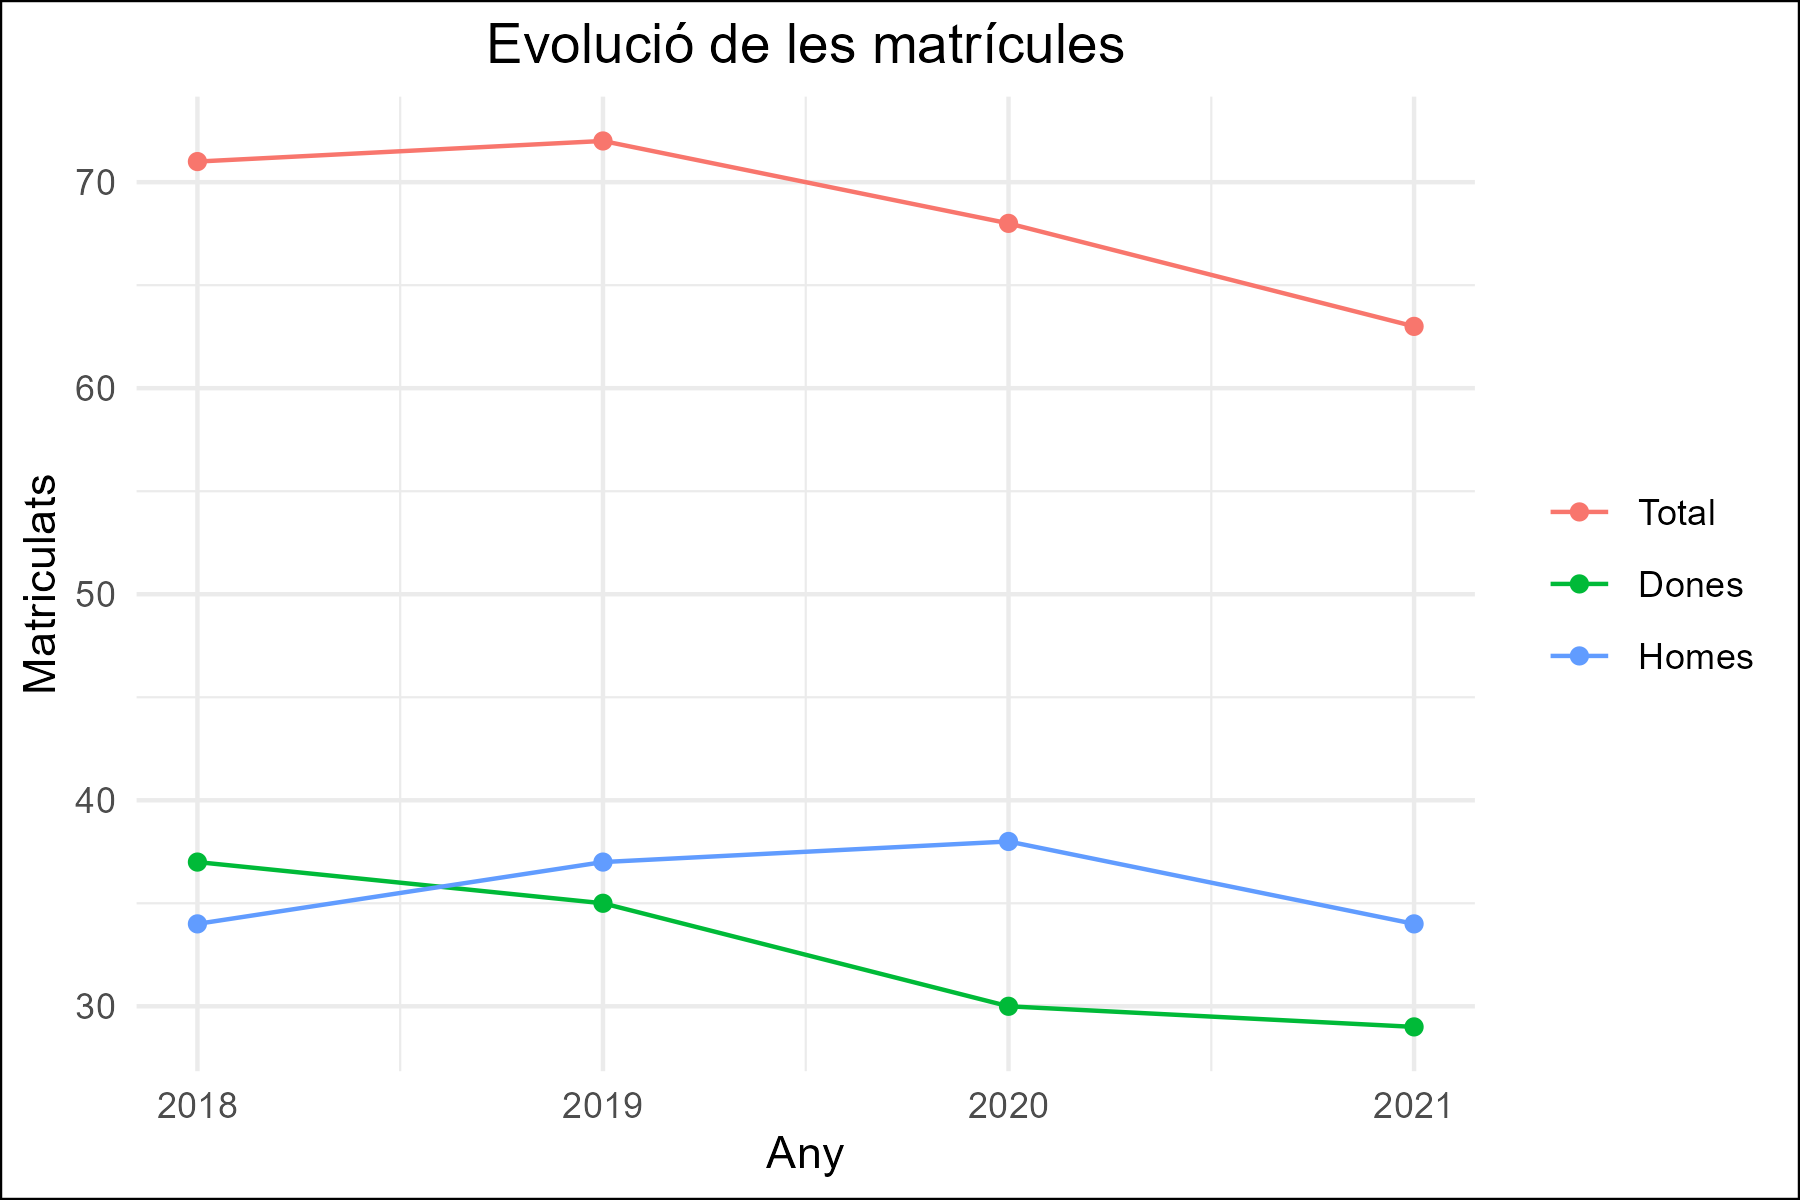 Evolució de les matrícules
Matriculats
70
60
50
40
30
2018 2019 2020 2021
Any
Total
Dones
Homes